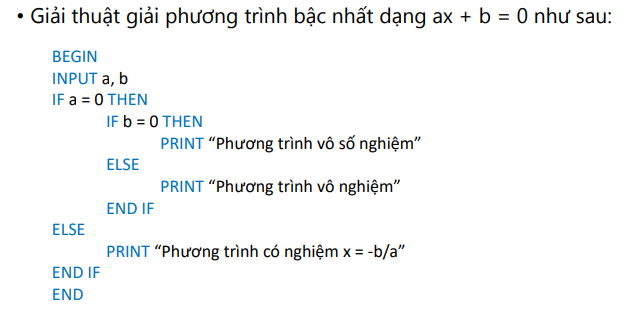 • Giải thuật giải phương trình bậc nhất dạng ax + b = 0 như sau:
BEGIN
INPUT a, b
IF a = 0 THEN
IF b = 0 THEN
PRINT “Phương trình vô số nghiệm”
ELSE
PRINT “Phương trình vô nghiệm”
END IF
ELSE
PRINT “Phương trình có nghiệm x = -b/a”
END IF
END